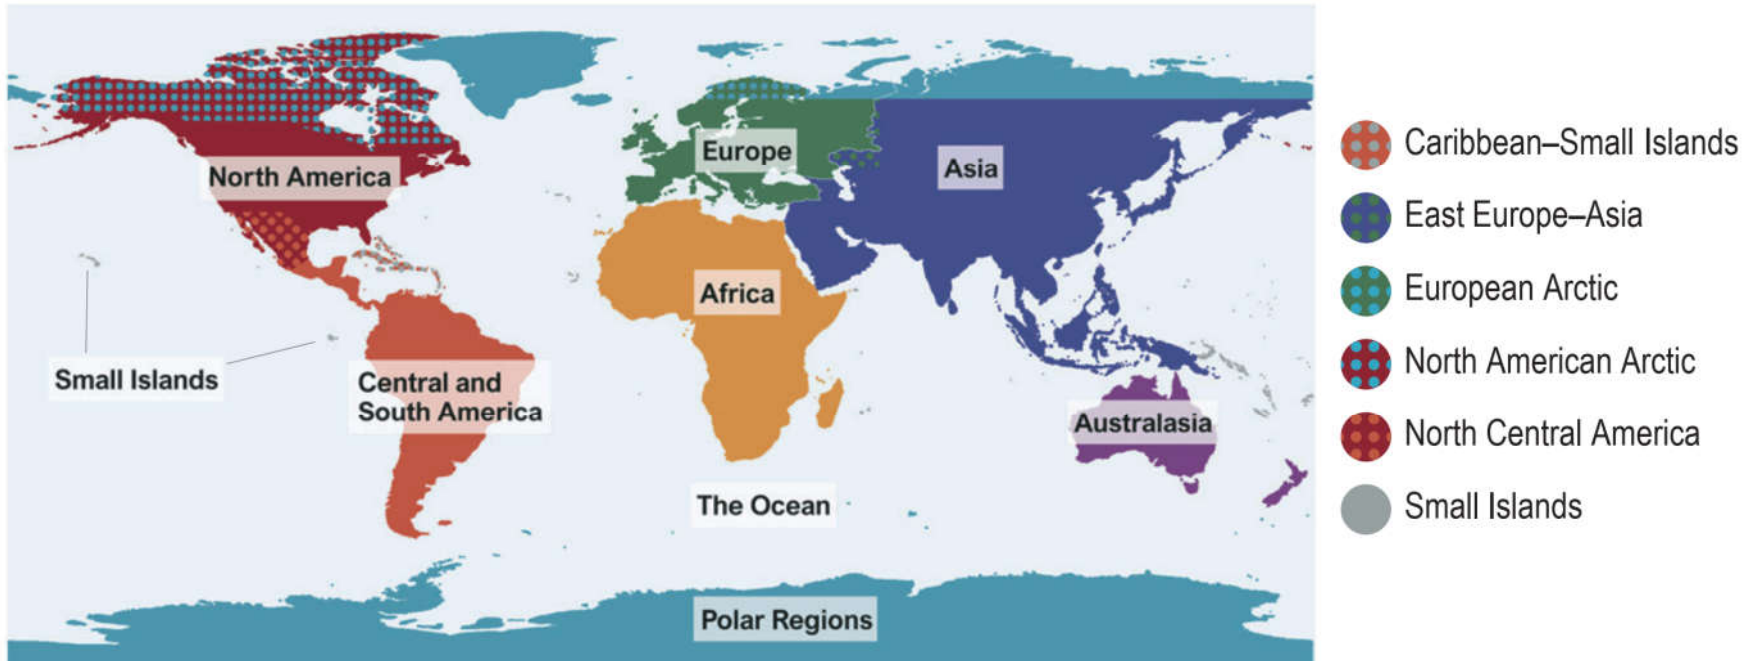 Europe
Asia
North America
Africa
Small Islands
Central and
South America
Australasia
The Ocean
Polar Regions
Caribbean–Small Islands
East Europe–Asia
European Arctic
North American Arctic
North Central America
Small Islands